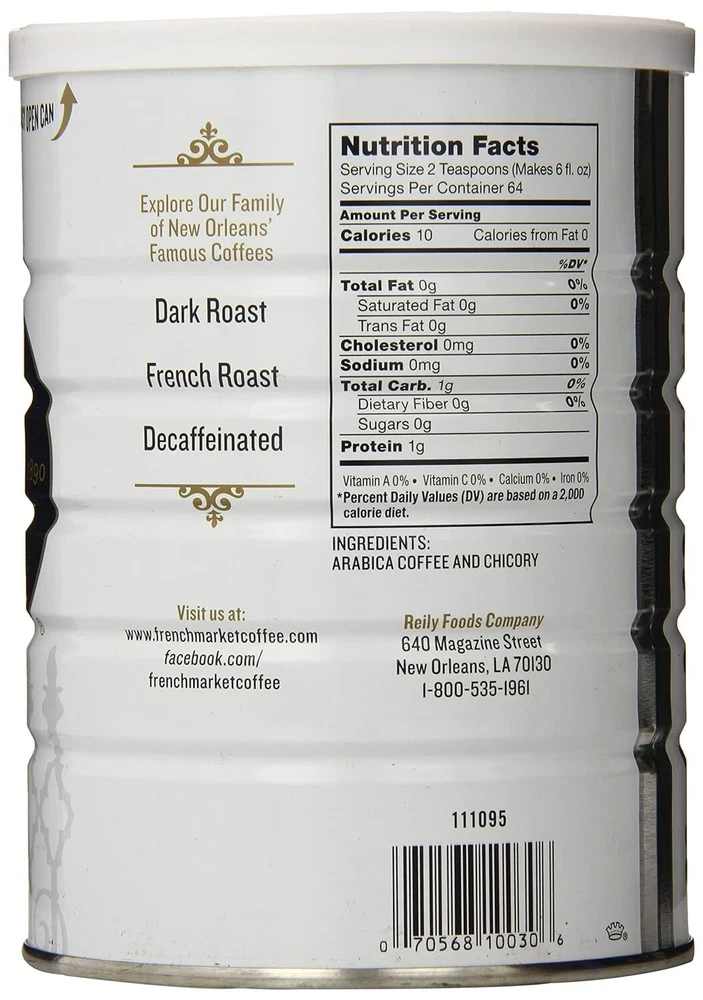 OPEN CAN
Explore Our Family
of New Orleans'
Famous Coffees
Dark Roast
French Roast
Decaffeinated
1890
Visit us at:
www.frenchmarketcoffee.com
facebook.com/
frenchmarketcoffee
Nutrition Facts
Serving Size 2 Teaspoons (Makes 6 fl. oz)
Servings Per Container 64
Amount Per Serving
Calories 10 Calories from Fat 0
%DV*
Total Fat 0g 0%
Saturated Fat 0g 0%
Trans Fat 0g
Cholesterol 0mg 0%
Sodium 0mg 0%
Total Carb. 1g 0%
Dietary Fiber 0g 0%
Sugars 0g
Protein 1g
Vitamin A 0% • Vitamin C 0% • Calcium 0% • Iron 0%
*Percent Daily Values (DV) are based on a 2,000
calorie diet.
INGREDIENTS:
ARABICA COFFEE AND CHICORY
Reily Foods Company
640 Magazine Street
New Orleans, LA 70130
1-800-535-1961
111095
0 70568 10030 6